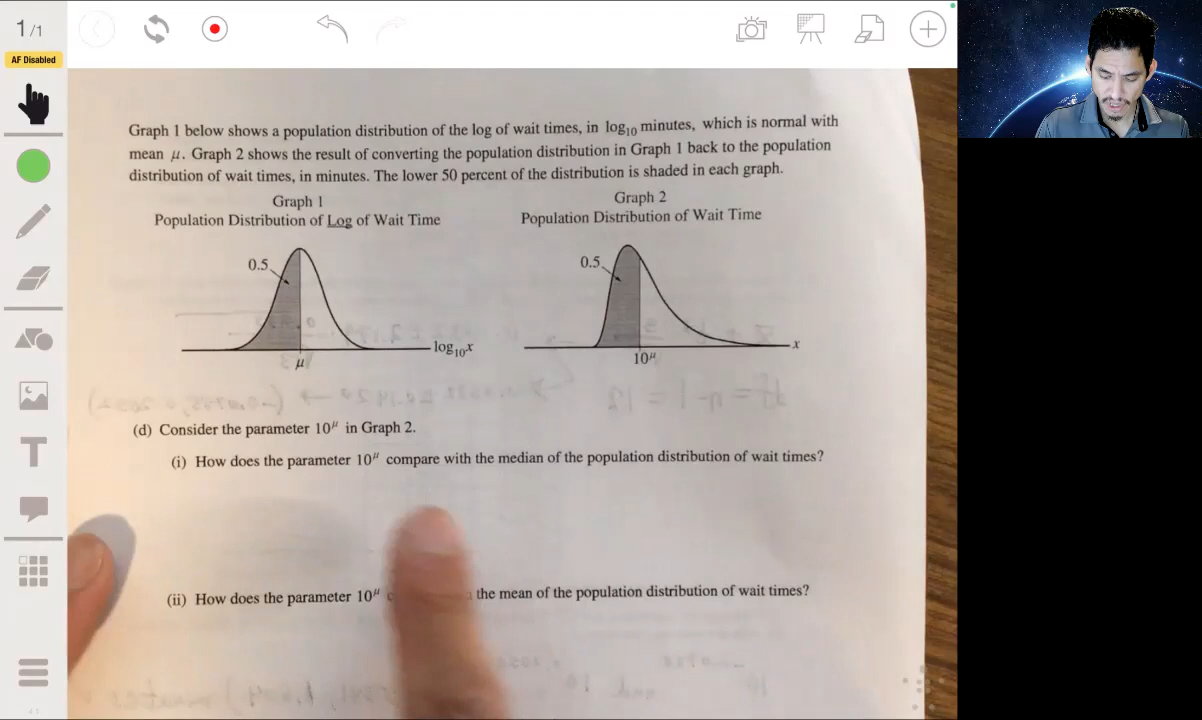 1/1
AF Disabled
Graph 1 below shows a population distribution of the log of wait times, in log₁₀ minutes, which is normal with
mean μ. Graph 2 shows the result of converting the population distribution in Graph 1 back to the population
distribution of wait times, in minutes. The lower 50 percent of the distribution is shaded in each graph.
Graph 1
Population Distribution of Log of Wait Time
Graph 2
Population Distribution of Wait Time
0.5
0.5
log₁₀x
x
μ
10^μ
(d) Consider the parameter 10^μ in Graph 2.
(i) How does the parameter 10^μ compare with the median of the population distribution of wait times?
(ii) How does the parameter 10^μ the mean of the population distribution of wait times?
T